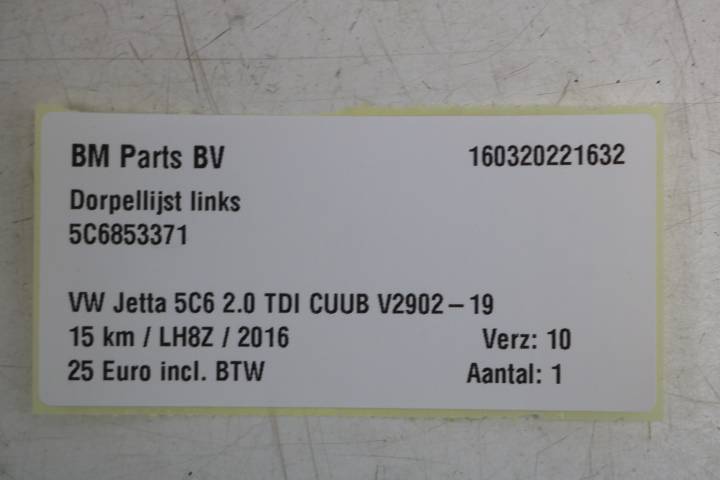 BM Parts BV 160320221632
Dorpellijst links
5C6853371
VW Jetta 5C6 2.0 TDI CUUB V2902-19
15 km / LH8Z / 2016 Verz: 10
25 Euro incl. BTW Aantal: 1